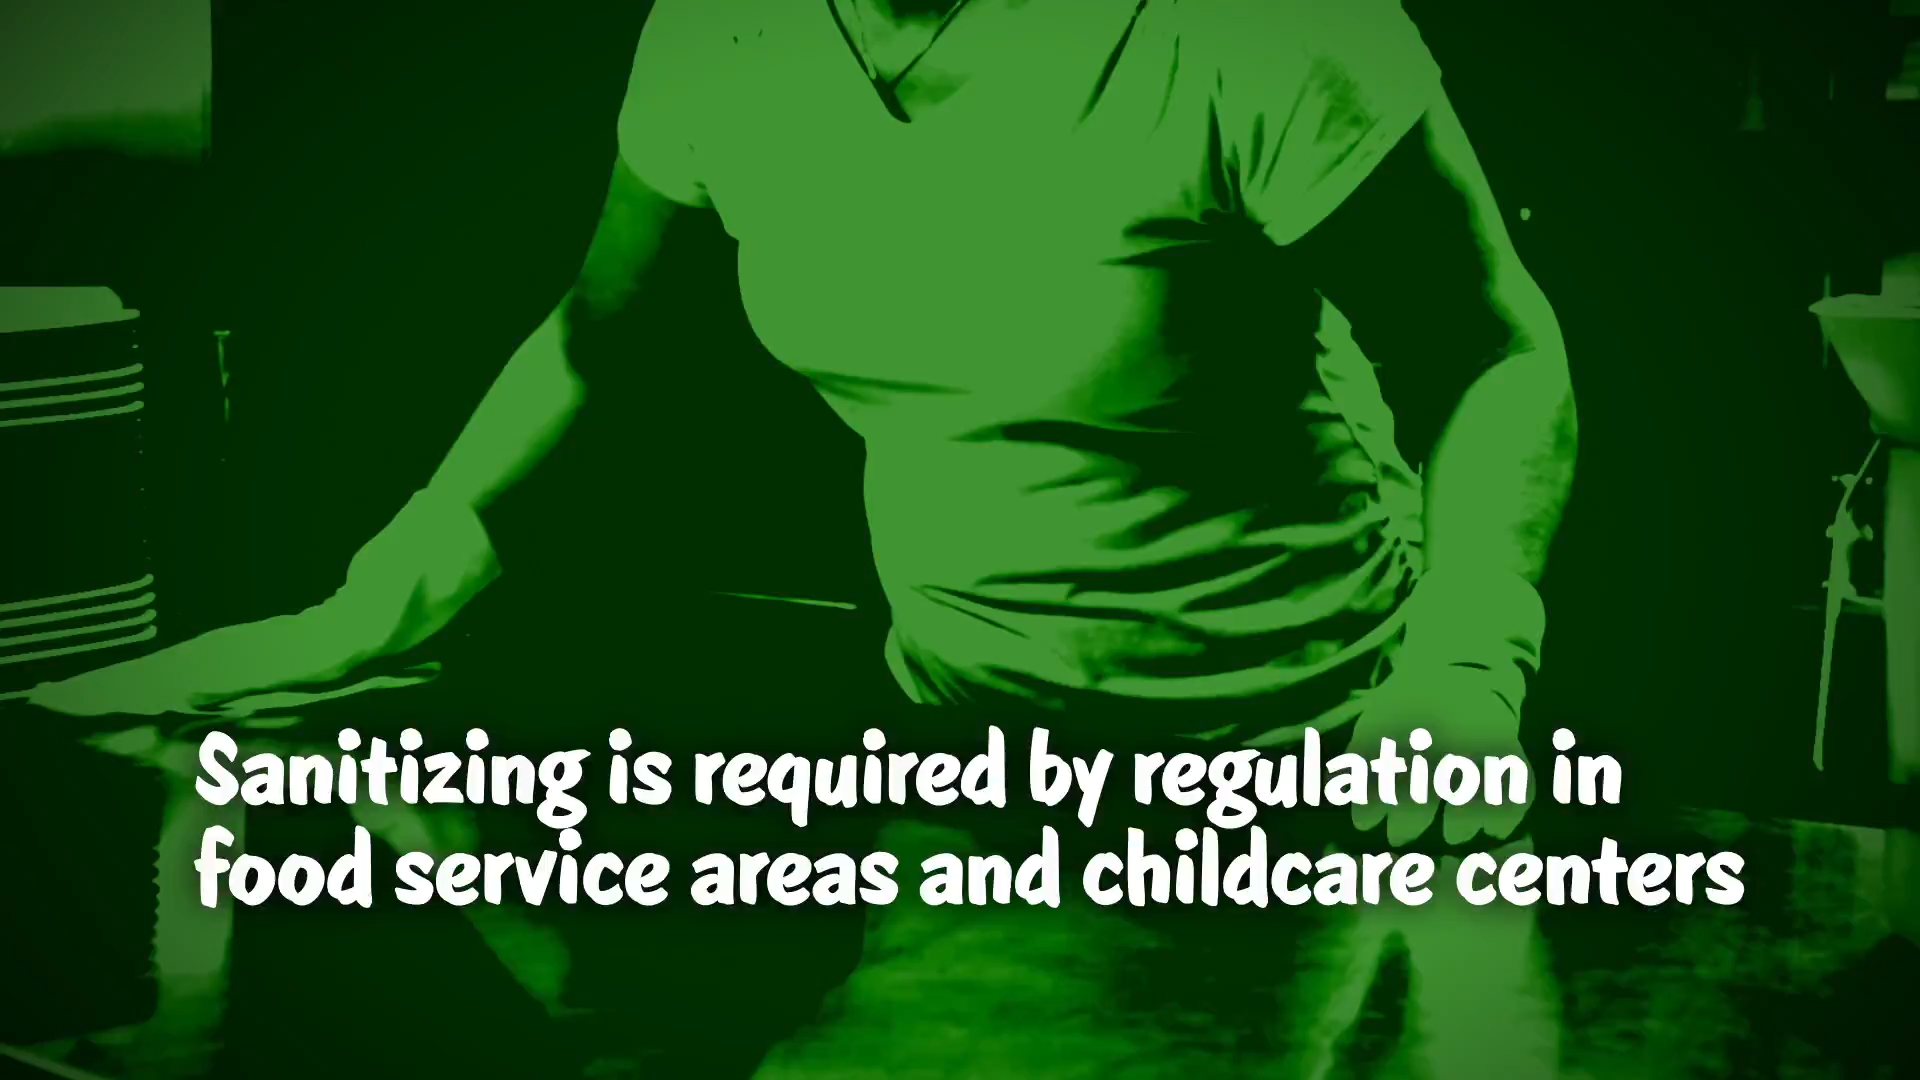 Sanitizing is required by regulation in
food service areas and childcare centers